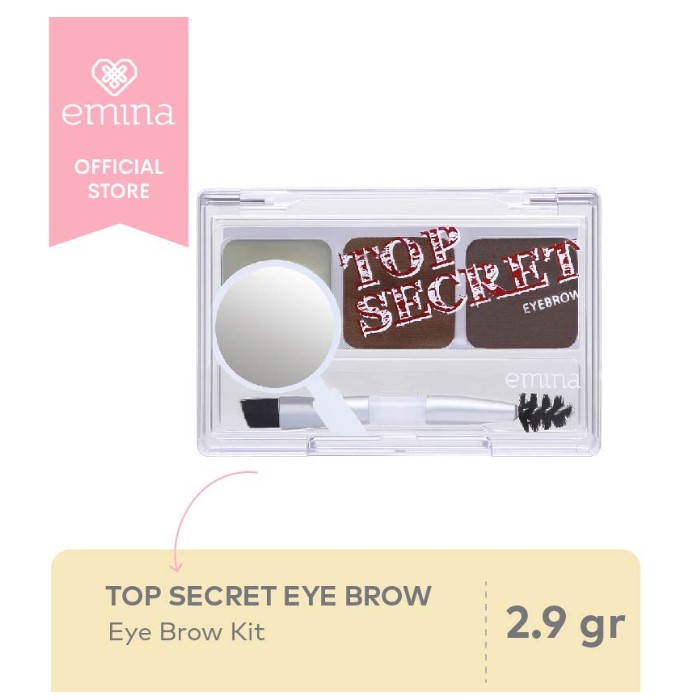 emina
OFFICIAL
STORE
TOP
SECRET
EYEBROW
emina
TOP SECRET EYE BROW
Eye Brow Kit
2.9 gr